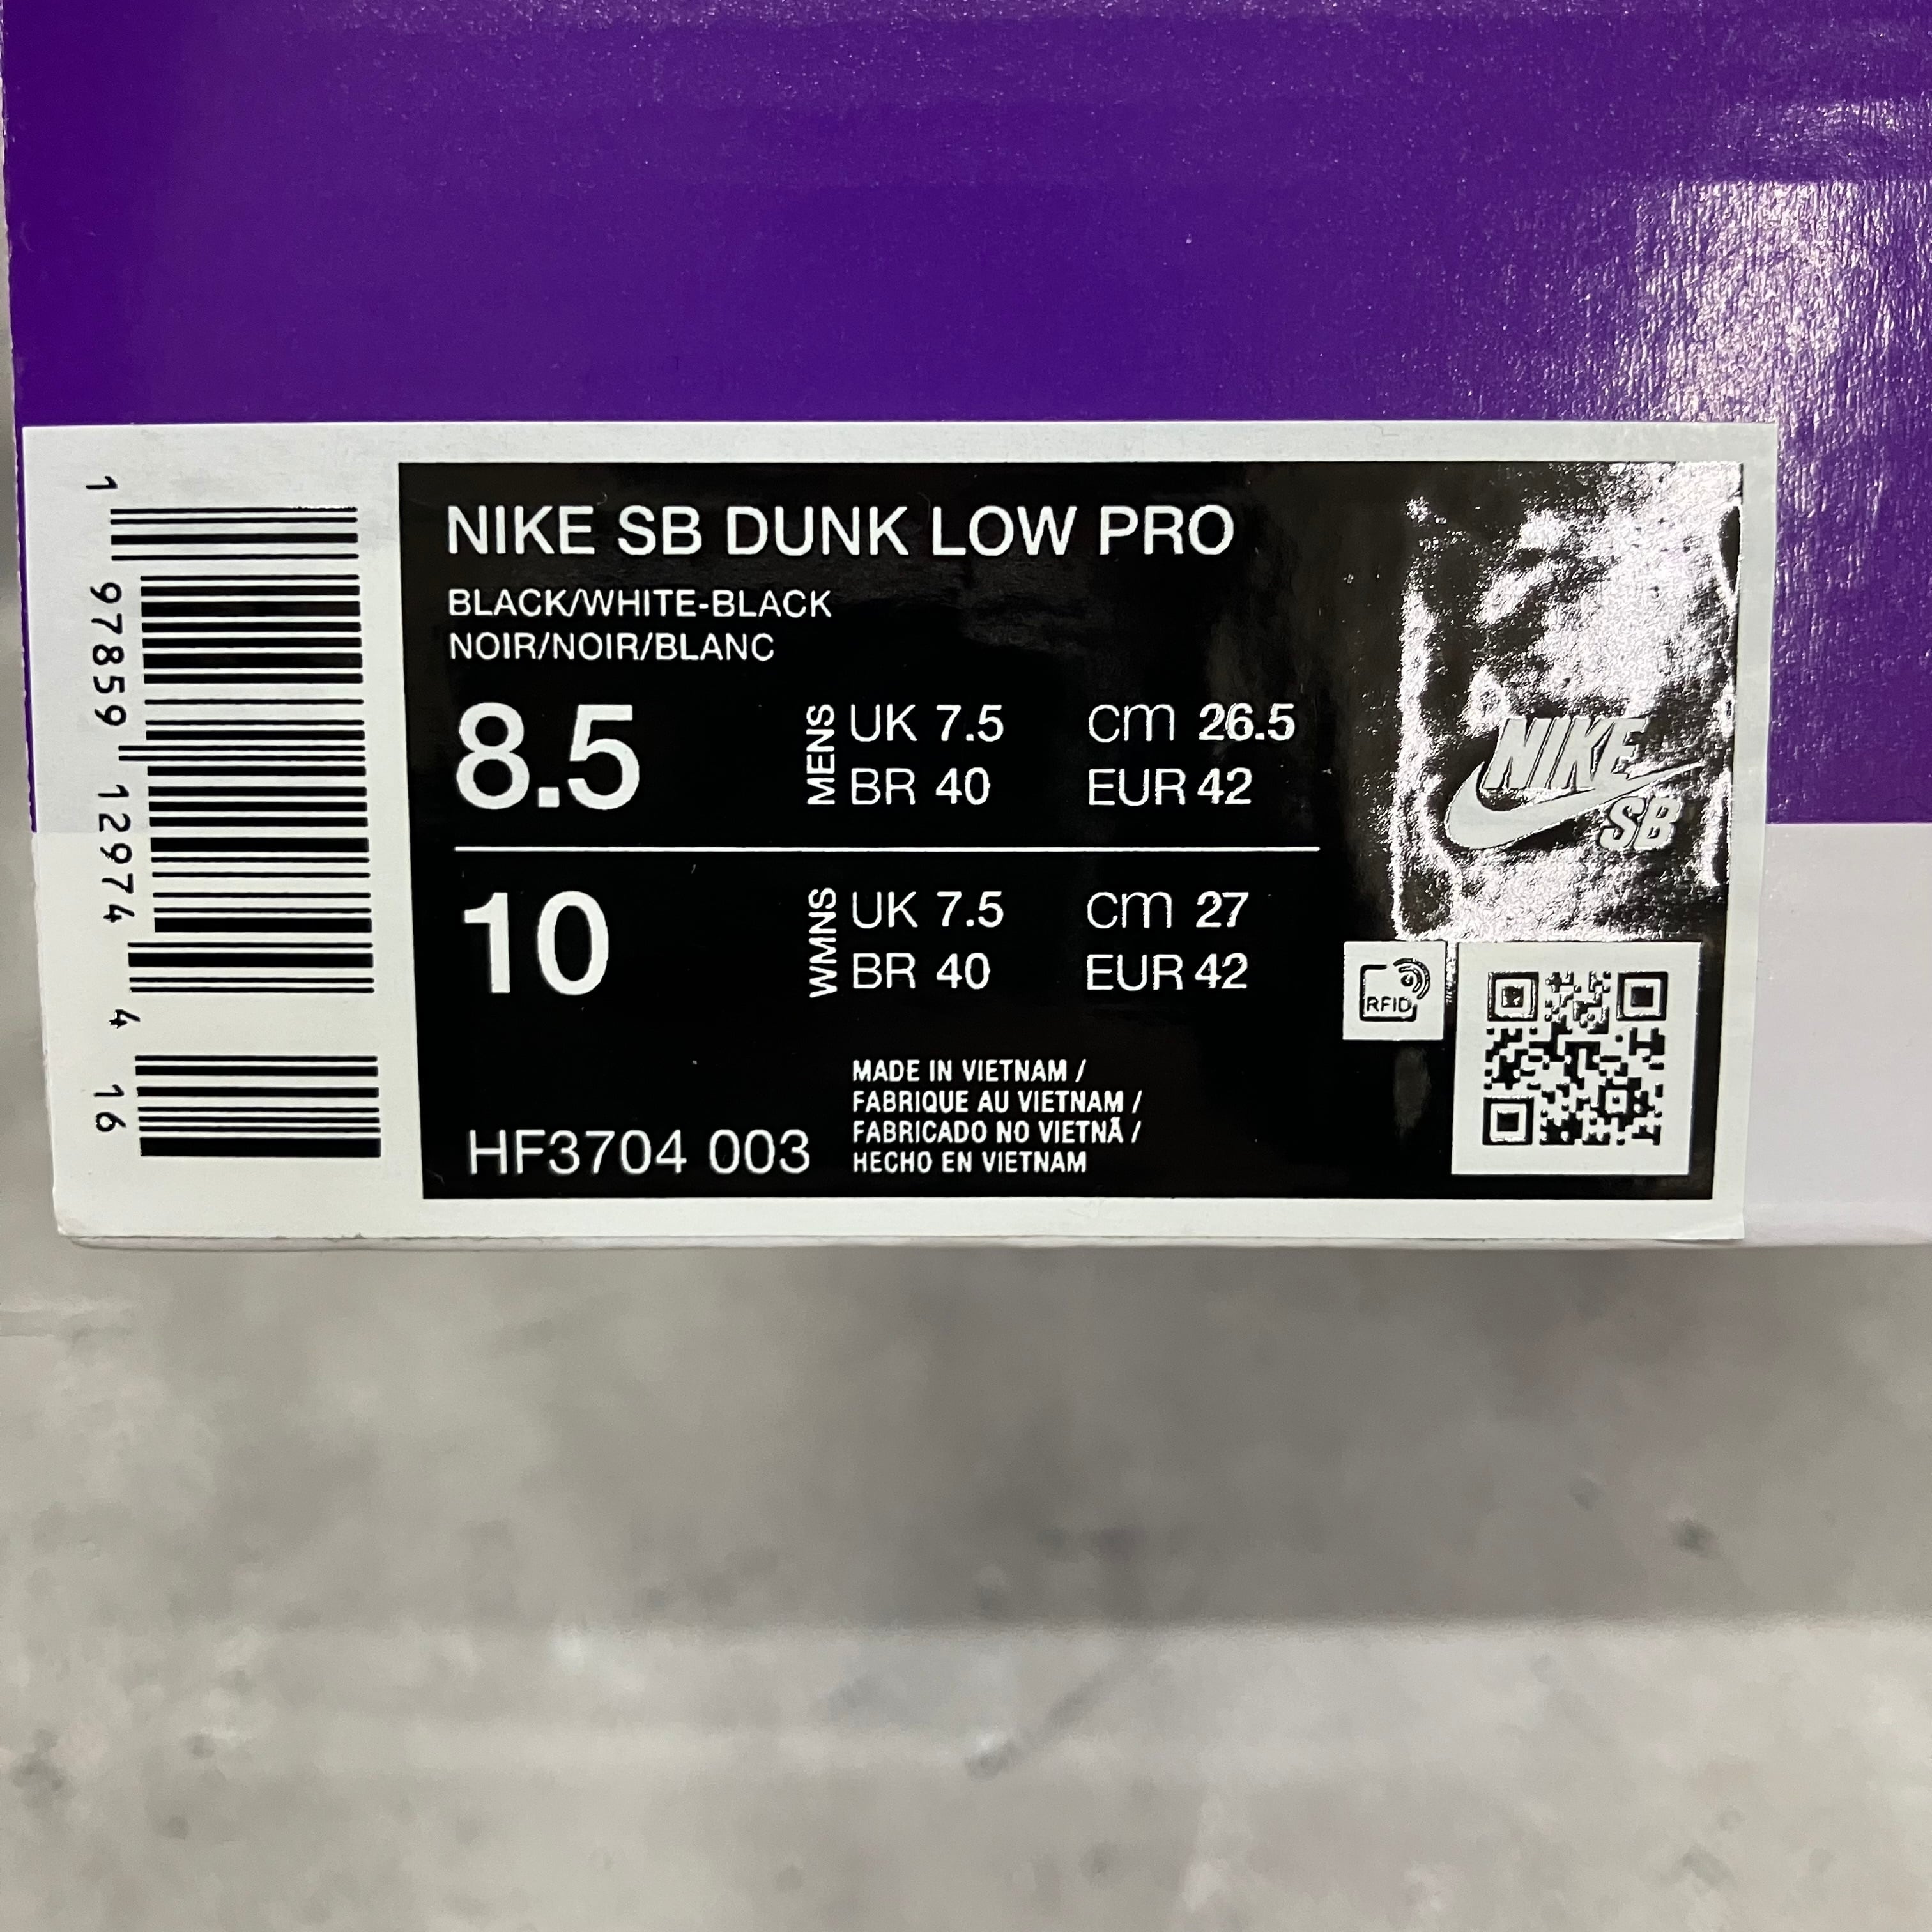 NIKE SB DUNK LOW PRO
BLACK/WHITE-BLACK
NOIR/NOIR/BLANC
8.5
MENS
UK 7.5
cm 26.5
BR 40
EUR 42
10
WMNS
UK 7.5
cm 27
BR 40
EUR 42
MADE IN VIETNAM /
FABRIQUE AU VIETNAM /
FABRICADO NO VIETNÃ /
HECHO EN VIETNAM
HF3704 003
NIKE
SB
RFID
1 97859 12974 4 16